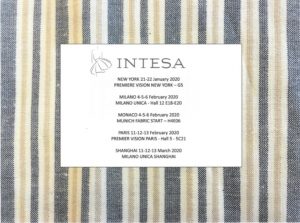 INTESA
NEW YORK 21-22 January 2020
PREMIERE VISION NEW YORK – G5
MILANO 4-5-6 February 2020
MILANO UNICA - Hall 12 E18-E20
MONACO 4-5-6 February 2020
MUNICH FABRIC START – H4E06
PARIS 11-12-13 February 2020
PREMIER VISION PARIS - Hall 5 - 5C21
SHANGHAI 11-12-13 March 2020
MILANO UNICA SHANGHAI